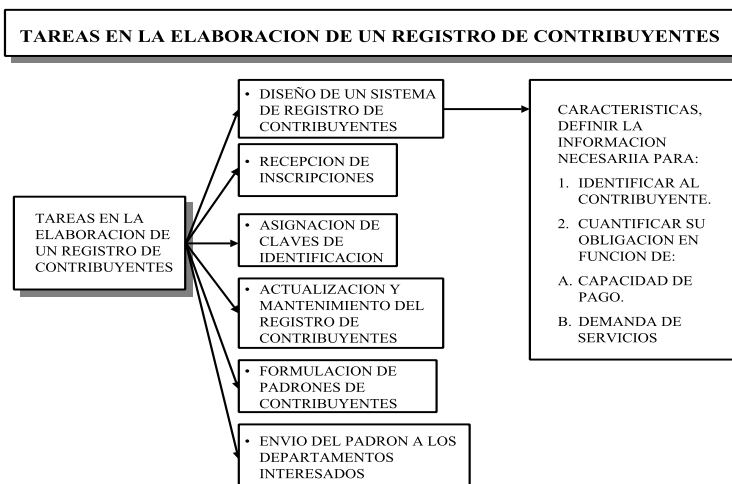 TAREAS EN LA ELABORACION DE UN REGISTRO DE CONTRIBUYENTES
TAREAS EN LA
ELABORACION DE
UN REGISTRO DE
CONTRIBUYENTES
• DISEÑO DE UN SISTEMA
DE REGISTRO DE
CONTRIBUYENTES
• RECEPCION DE
INSCRIPCIONES
• ASIGNACION DE
CLAVES DE
IDENTIFICACION
• ACTUALIZACION Y
MANTENIMIENTO DEL
REGISTRO DE
CONTRIBUYENTES
• FORMULACION DE
PADRONES DE
CONTRIBUYENTES
• ENVIO DEL PADRON A LOS
DEPARTAMENTOS
INTERESADOS
CARACTERISTICAS,
DEFINIR LA
INFORMACION
NECESARIIA PARA:
1. IDENTIFICAR AL
CONTRIBUYENTE.
2. CUANTIFICAR SU
OBLIGACION EN
FUNCION DE:
A. CAPACIDAD DE
PAGO.
B. DEMANDA DE
SERVICIOS